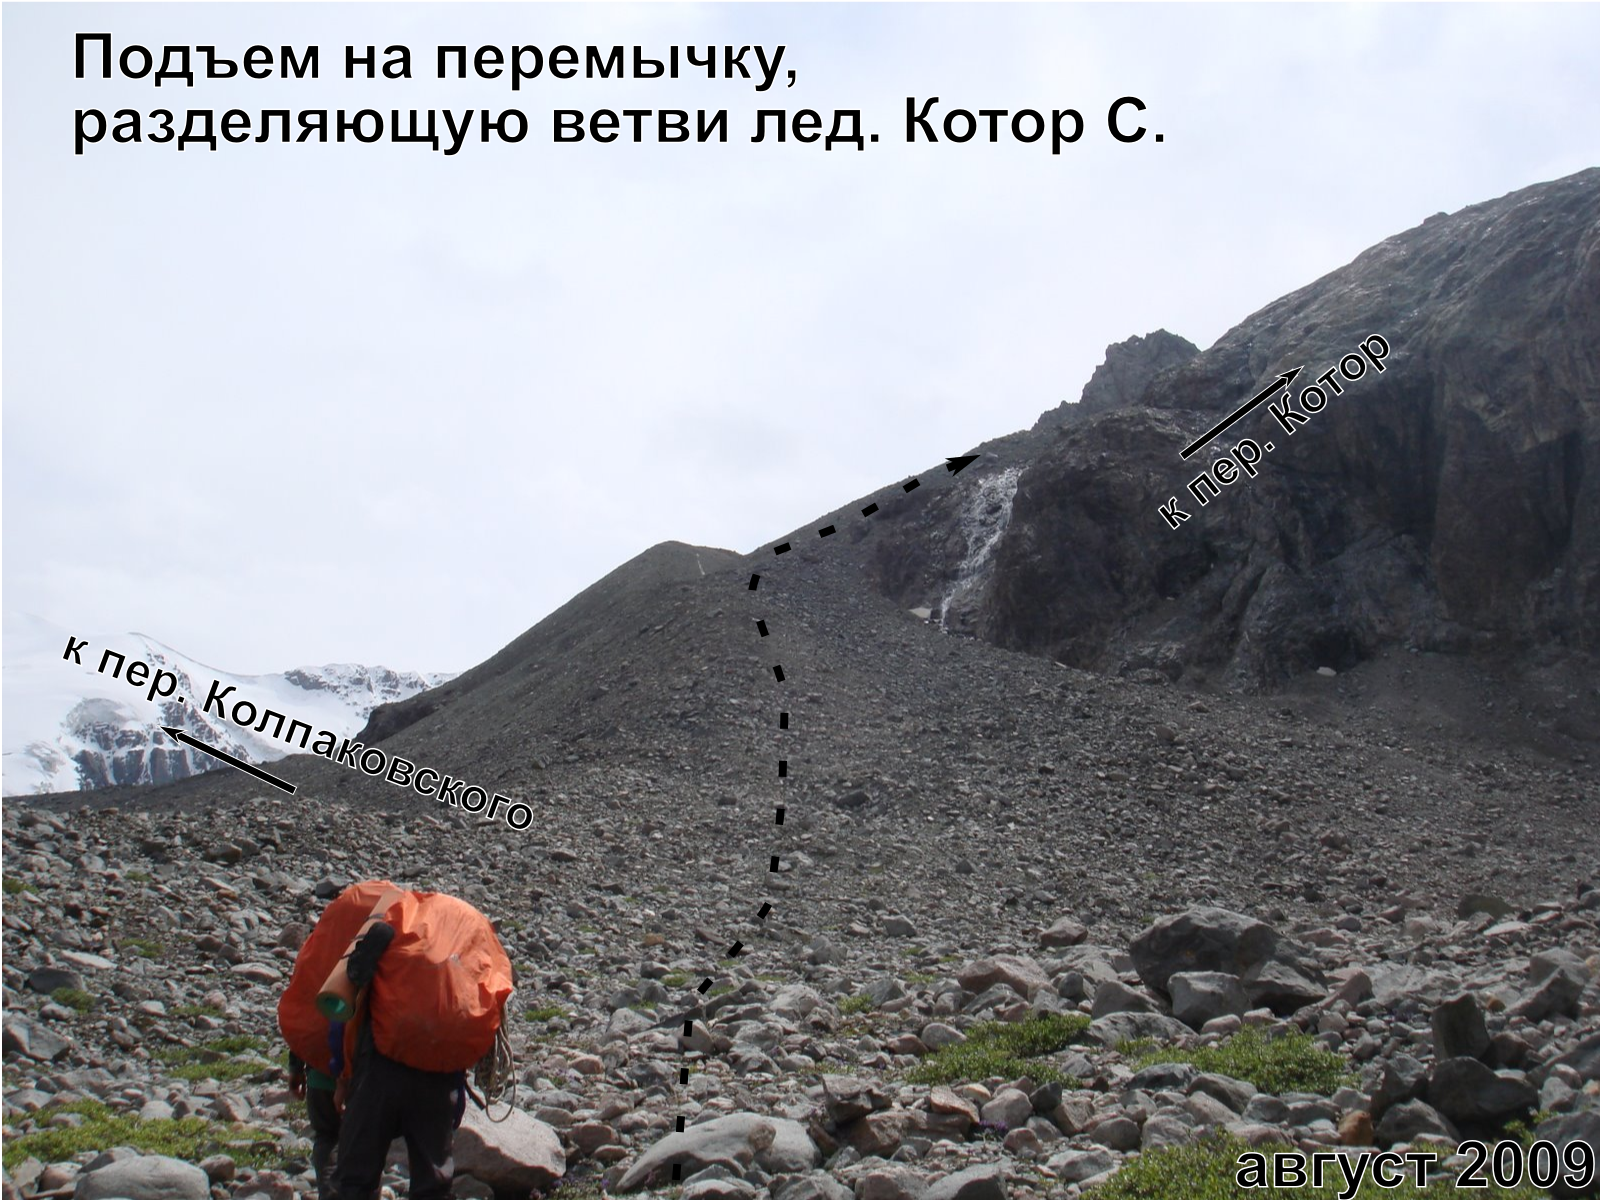 Подъем на перемычку,
разделяющую ветви лед. Котор С.
к пер. Котор
к пер. Колпаковского
август 2009